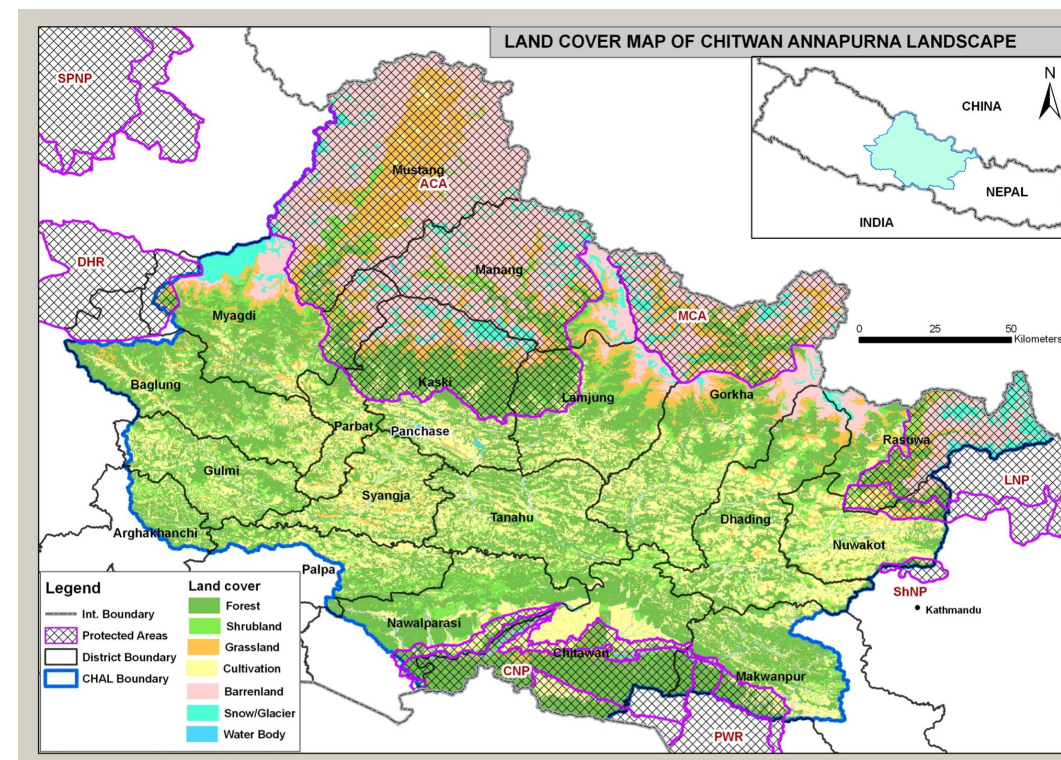 LAND COVER MAP OF CHITWAN ANNAPURNA LANDSCAPE
SPNP
N
CHINA
NEPAL
INDIA
Mustang
ACA
DHR
Manang
Myagdi
MCA
0 25 50
Kilometers
Baglung
Kaski
Lamjung
Gorkha
Parbat
Panchase
Rasuwa
Gulmi
Syangja
LNP
Tanahu
Dhading
Arghakhanchi
Nuwakot
Palpa
ShNP
Kathmandu
Nawalparasi
Chitawan
CNP
Makwanpur
PWR
Legend
Int. Boundary
Protected Areas
District Boundary
CHAL Boundary
Land cover
Forest
Shrubland
Grassland
Cultivation
Barrenland
Snow/Glacier
Water Body